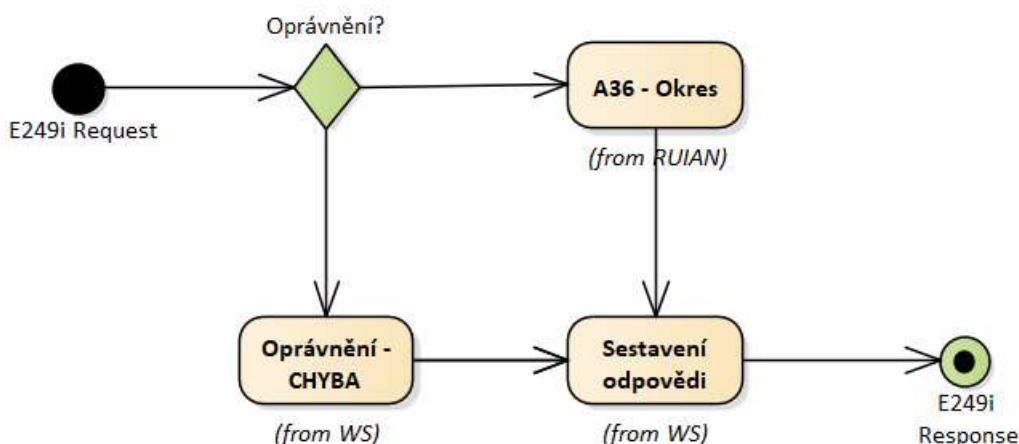 Oprávnění?
E249i Request
A36 - Okres
(from RUIAN)
Oprávnění -
CHYBA
(from WS)
Sestavení
odpovědi
(from WS)
E249i
Response